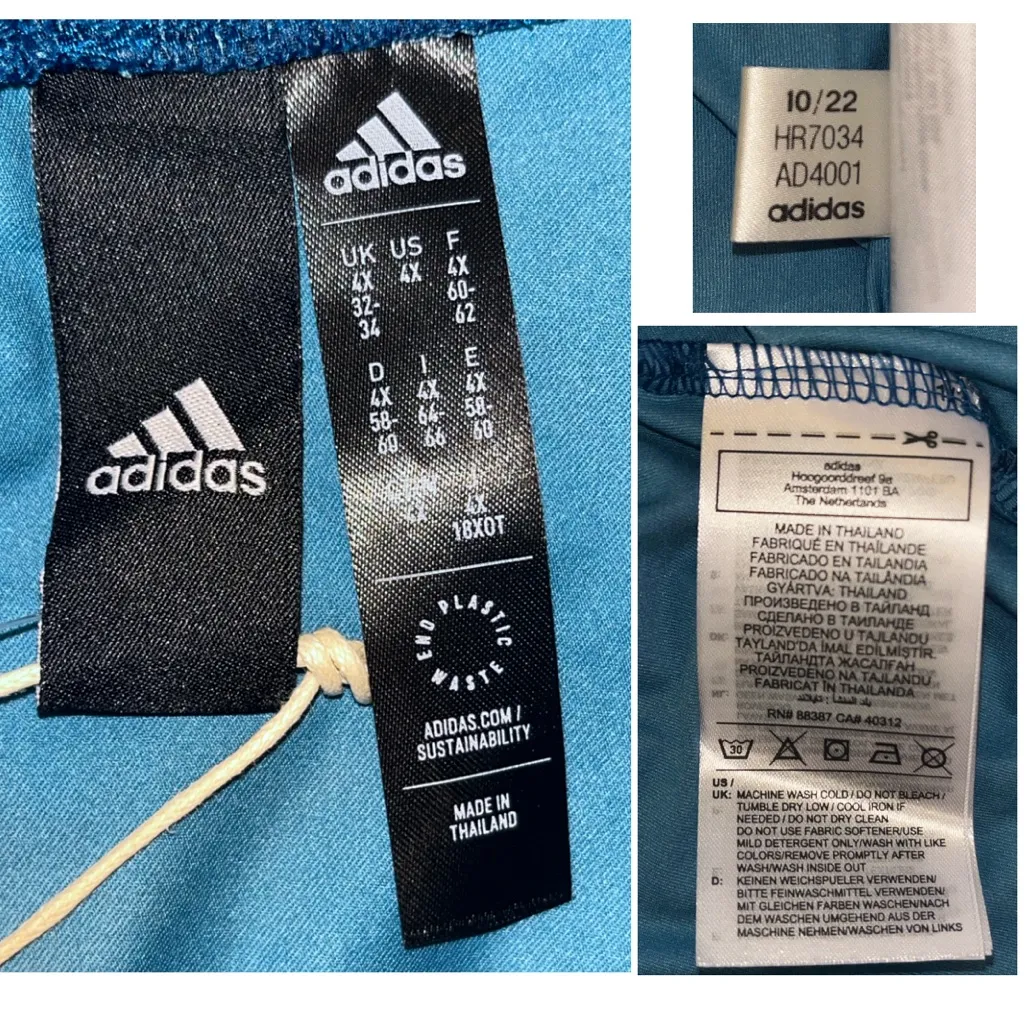 adidas
adidas
UK US F
4X 4X 4X
32- 60-
34 62
D I E
4X 4X 4X
58- 64- 58-
60 66 60
J
4X 4X
18XOT
END PLASTIC WASTE
ADIDAS.COM /
SUSTAINABILITY
MADE IN
THAILAND
10/22
HR7034
AD4001
adidas
adidas
Hoogoorddreef 9a
Amsterdam 1101 BA
The Netherlands
MADE IN THAILAND
FABRIQUÉ EN THAÏLANDE
FABRICADO EN TAILANDIA
FABRICADO NA TAILÂNDIA
GYÁRTVA: THAILAND
ПРОИЗВЕДЕНО В ТАЙЛАНД
СДЕЛАНО В ТАИЛАНДЕ
PROIZVEDENO U TAJLANDU
TAYLAND'DA İMAL EDİLMİŞTİR.
ТАЙЛАНДТА ЖАСАЛҒАН
PROIZVEDENO NA TAJLANDU
FABRICAT ÎN THAILANDA
RN# 88387 CA# 40312
30
US /
UK: MACHINE WASH COLD / DO NOT BLEACH /
TUMBLE DRY LOW / COOL IRON IF
NEEDED / DO NOT DRY CLEAN
DO NOT USE FABRIC SOFTENER/USE
MILD DETERGENT ONLY/WASH WITH LIKE
COLORS/REMOVE PROMPTLY AFTER
WASH/WASH INSIDE OUT
D: KEINEN WEICHSPUELER VERWENDEN/
BITTE FEINWASCHMITTEL VERWENDEN/
MIT GLEICHEN FARBEN WASCHEN/NACH
DEM WASCHEN UMGEHEND AUS DER
MASCHINE NEHMEN/WASCHEN VON LINKS